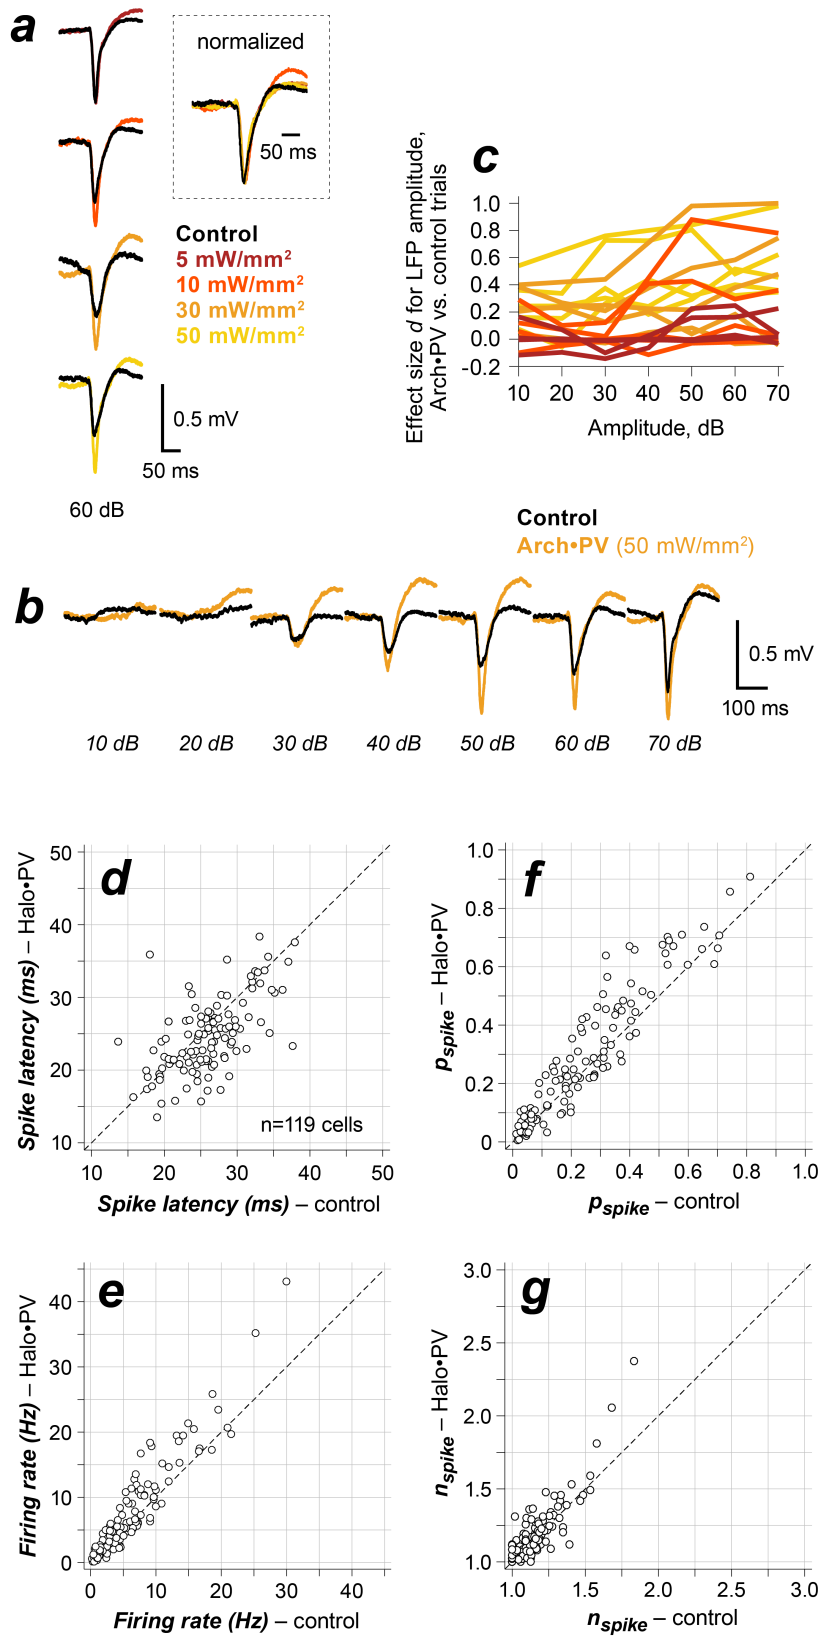 a
normalized
50 ms
Control
5 mW/mm²
10 mW/mm²
30 mW/mm²
50 mW/mm²
0.5 mV
50 ms
60 dB
c
Effect size d for LFP amplitude,
Arch•PV vs. control trials
1.0
0.8
0.6
0.4
0.2
0.0
-0.2
10 20 30 40 50 60 70
Amplitude, dB
Control
Arch•PV (50 mW/mm²)
b
0.5 mV
100 ms
10 dB 20 dB 30 dB 40 dB 50 dB 60 dB 70 dB
d
Spike latency (ms) – Halo•PV
50
40
30
20
10
n=119 cells
10 20 30 40 50
Spike latency (ms) – control
f
pspike – Halo•PV
1.0
0.8
0.6
0.4
0.2
0
0 0.2 0.4 0.6 0.8 1.0
pspike – control
e
Firing rate (Hz) – Halo•PV
40
30
20
10
0
0 10 20 30 40
Firing rate (Hz) – control
g
nspike – Halo•PV
3.0
2.5
2.0
1.5
1.0
1.0 1.5 2.0 2.5 3.0
nspike – control